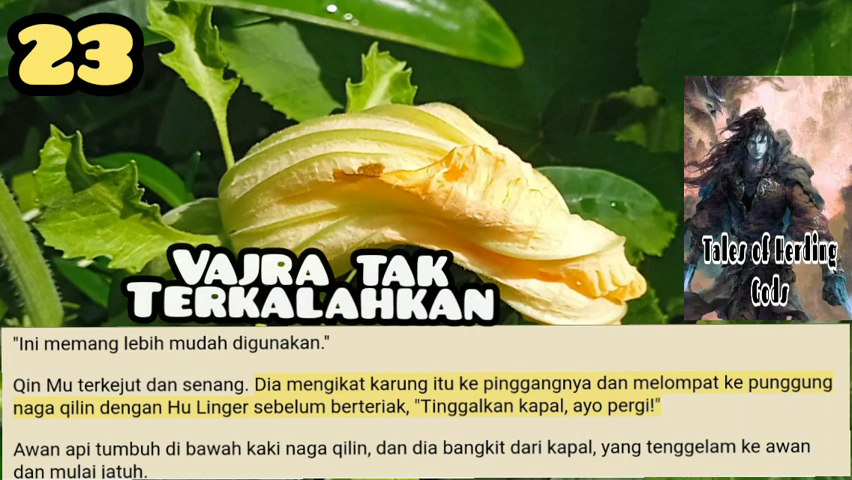 23
VAJRA TAK
TERKALAHKAN
Tales of Herding
Gods
"Ini memang lebih mudah digunakan."
Qin Mu terkejut dan senang. Dia mengikat karung itu ke pinggangnya dan melompat ke punggung
naga qilin dengan Hu Linger sebelum berteriak, "Tinggalkan kapal, ayo pergi!"
Awan api tumbuh di bawah kaki naga qilin, dan dia bangkit dari kapal, yang tenggelam ke awan
dan mulai jatuh.